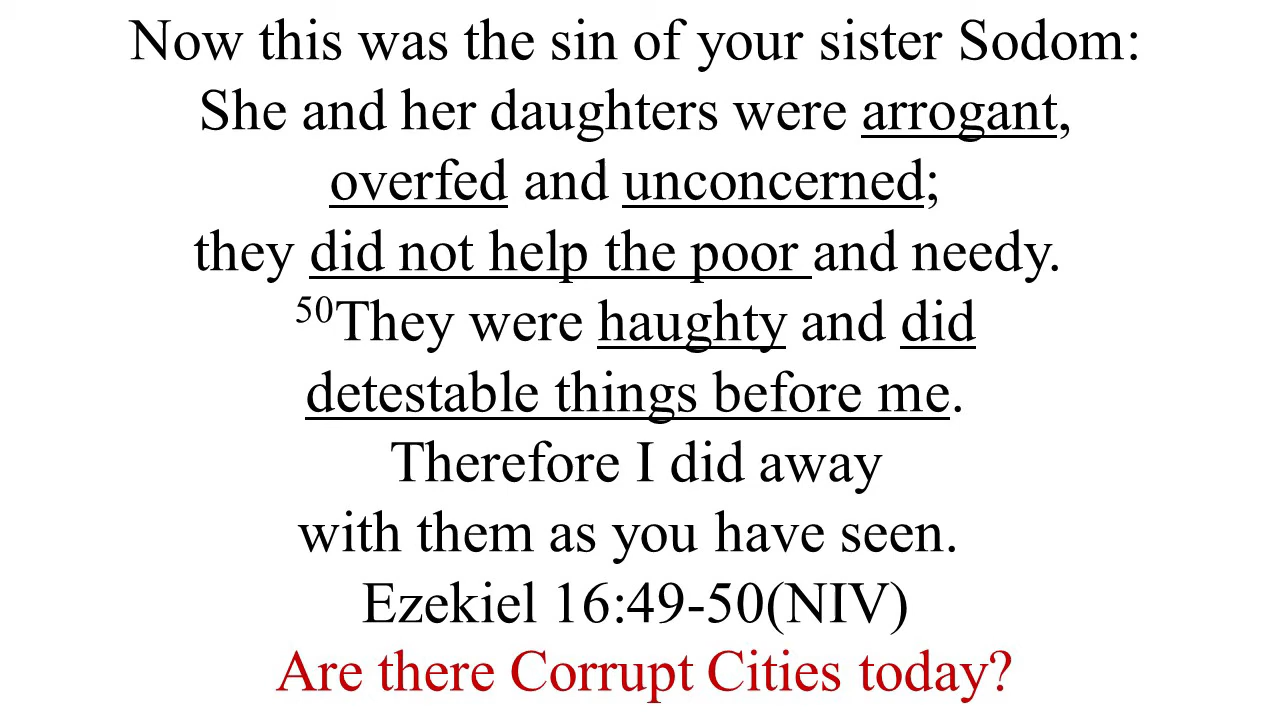 Now this was the sin of your sister Sodom:
She and her daughters were arrogant,
overfed and unconcerned;
they did not help the poor and needy.
50They were haughty and did
detestable things before me.
Therefore I did away
with them as you have seen.
Ezekiel 16:49-50(NIV)
Are there Corrupt Cities today?